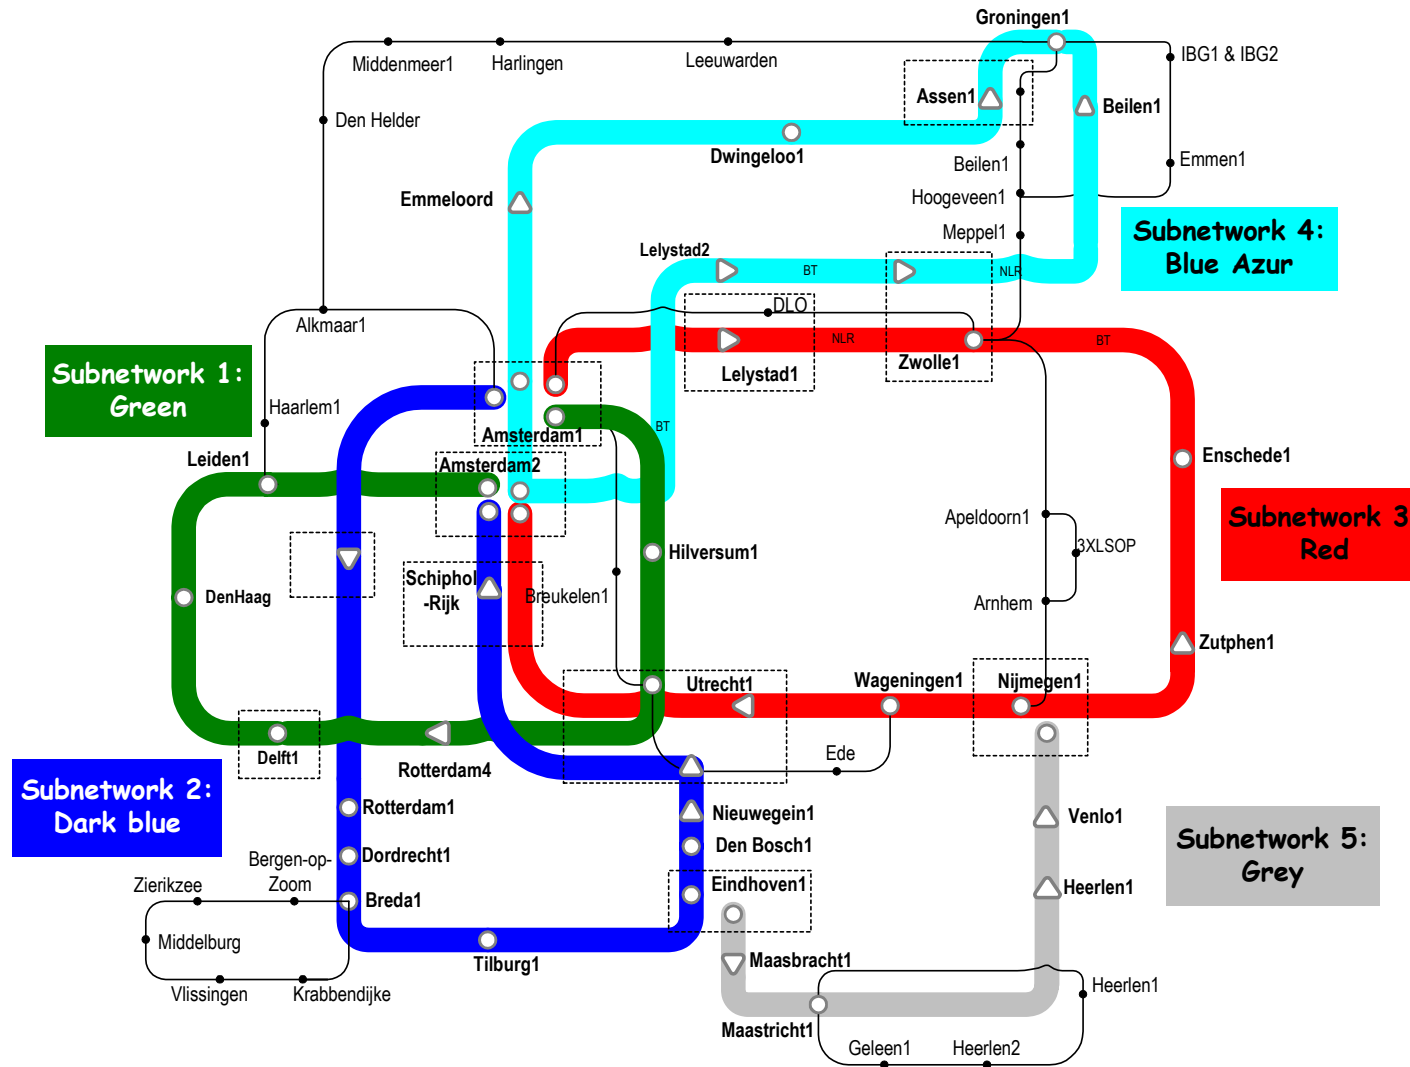 Groningen1
Middenmeer1
Harlingen
Leeuwarden
IBG1 & IBG2
Assen1
Beilen1
Den Helder
Dwingeloo1
Beilen1
Emmen1
Emmeloord
Hoogeveen1
Meppel1
Subnetwork 4:
Blue Azur
Lelystad2
BT
NLR
Alkmaar1
DLO
NLR
BT
Subnetwork 1:
Green
Lelystad1
Zwolle1
Haarlem1
Amsterdam1
BT
Leiden1
Amsterdam2
Enschede1
Apeldoorn1
Subnetwork 3
Red
3XLSOP
Hilversum1
Schiphol
-Rijk
Breukelen1
DenHaag
Arnhem
Zutphen1
Utrecht1
Wageningen1
Nijmegen1
Delft1
Rotterdam4
Ede
Subnetwork 2:
Dark blue
Rotterdam1
Nieuwegein1
Venlo1
Subnetwork 5:
Grey
Den Bosch1
Dordrecht1
Bergen-op-
Zoom
Zierikzee
Breda1
Eindhoven1
Heerlen1
Middelburg
Tilburg1
Maasbracht1
Vlissingen
Krabbendijke
Heerlen1
Maastricht1
Geleen1
Heerlen2